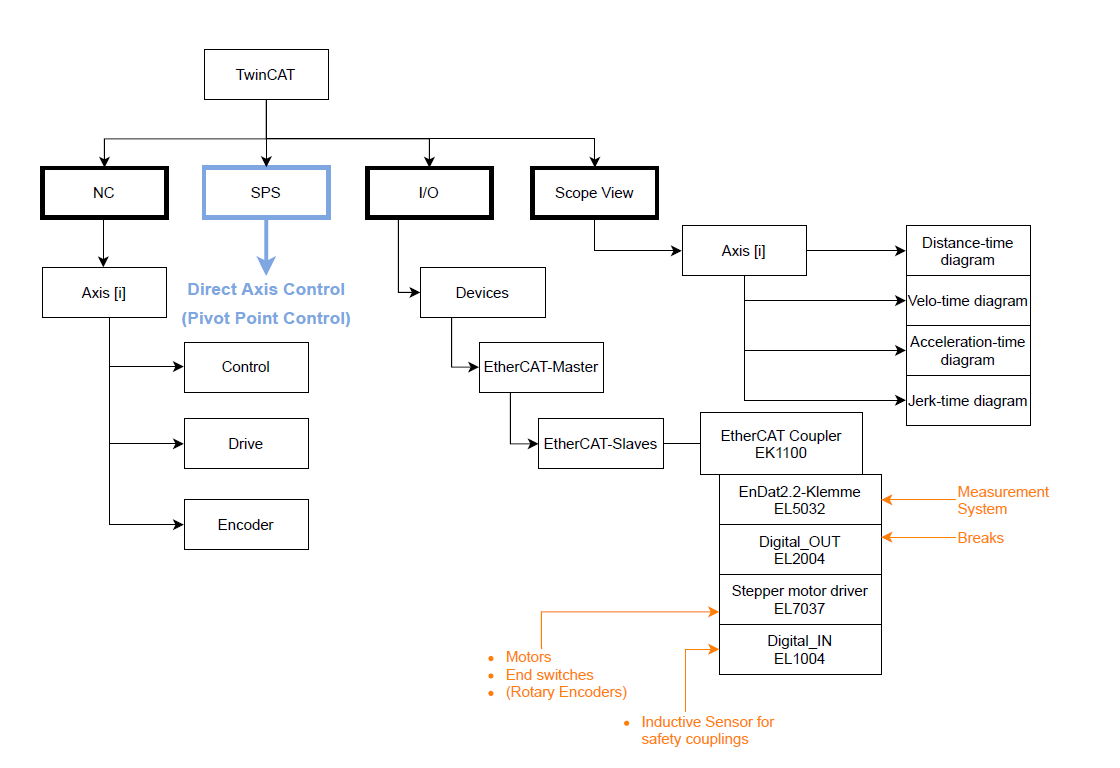 TwinCAT
NC
SPS
I/O
Scope View
Axis [i]
Direct Axis Control
(Pivot Point Control)
Control
Drive
Encoder
Devices
EtherCAT-Master
EtherCAT-Slaves
Axis [i]
Distance-time
diagram
Velo-time diagram
Acceleration-time
diagram
Jerk-time diagram
EtherCAT Coupler
EK1100
EnDat2.2-Klemme
EL5032
Digital_OUT
EL2004
Stepper motor driver
EL7037
Digital_IN
EL1004
Measurement
System
Breaks
• Motors
• End switches
• (Rotary Encoders)
• Inductive Sensor for
safety couplings